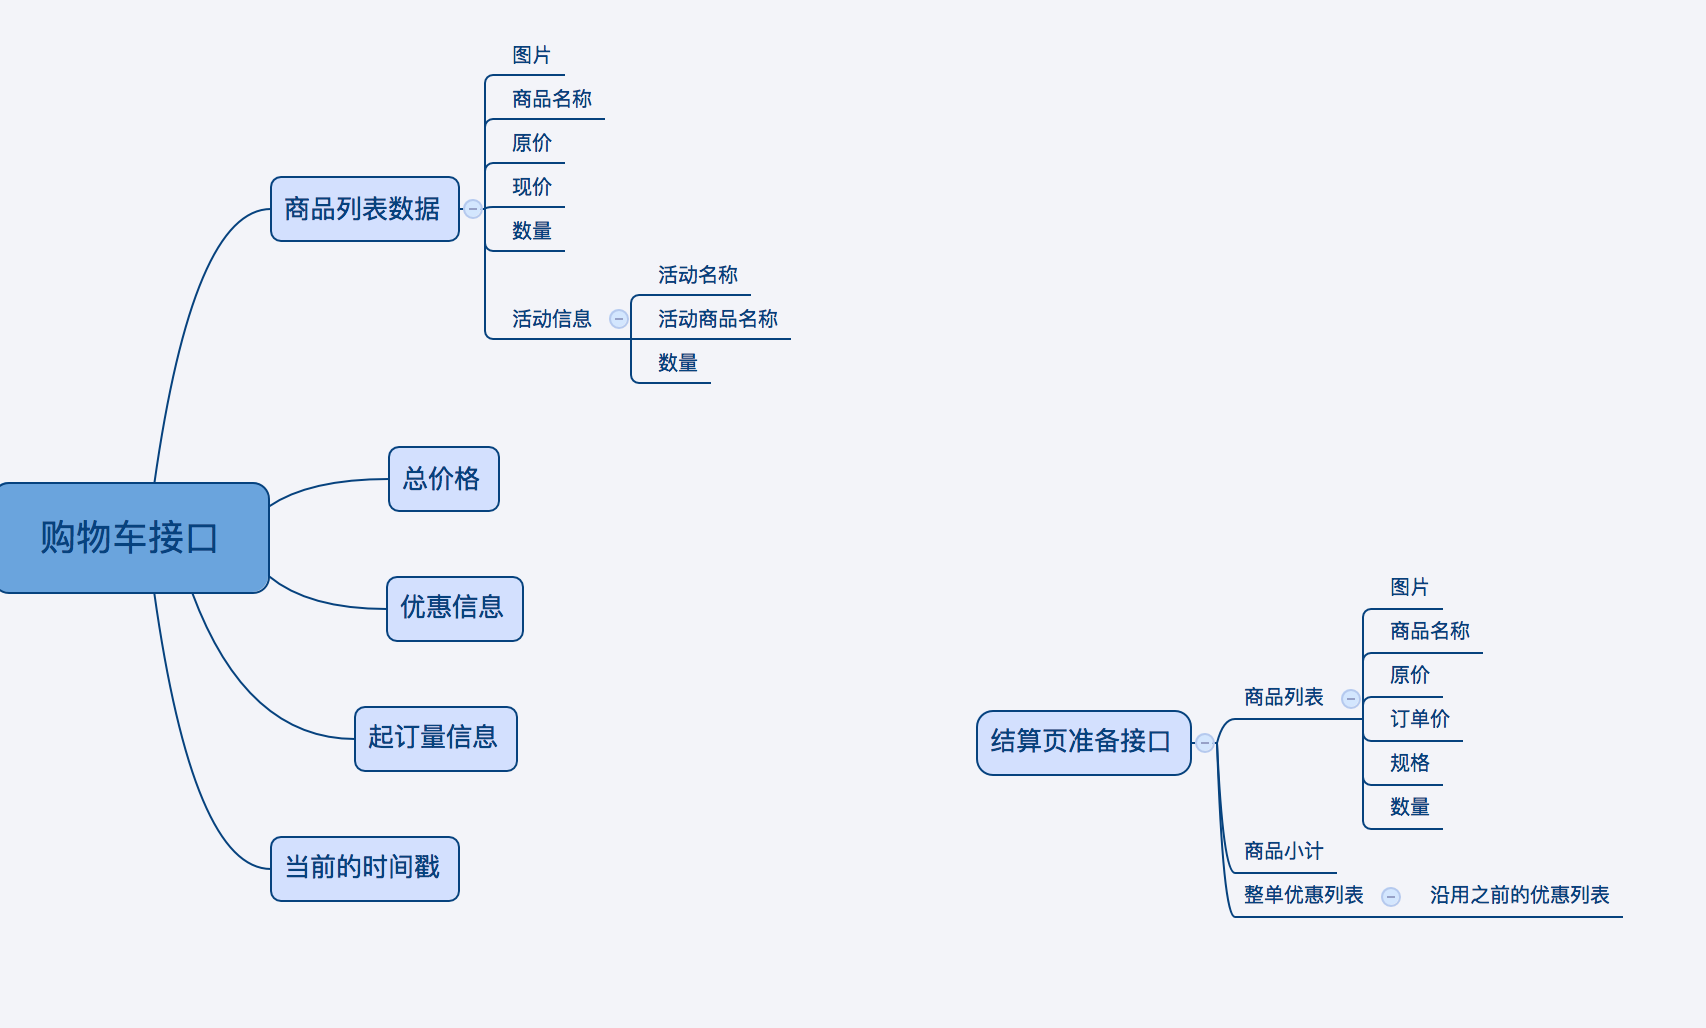 购物车接口
商品列表数据
图片
商品名称
原价
现价
数量
活动信息
活动名称
活动商品名称
数量
总价格
优惠信息
起订量信息
当前的时间戳
结算页准备接口
商品列表
图片
商品名称
原价
订单价
规格
数量
商品小计
整单优惠列表
沿用之前的优惠列表